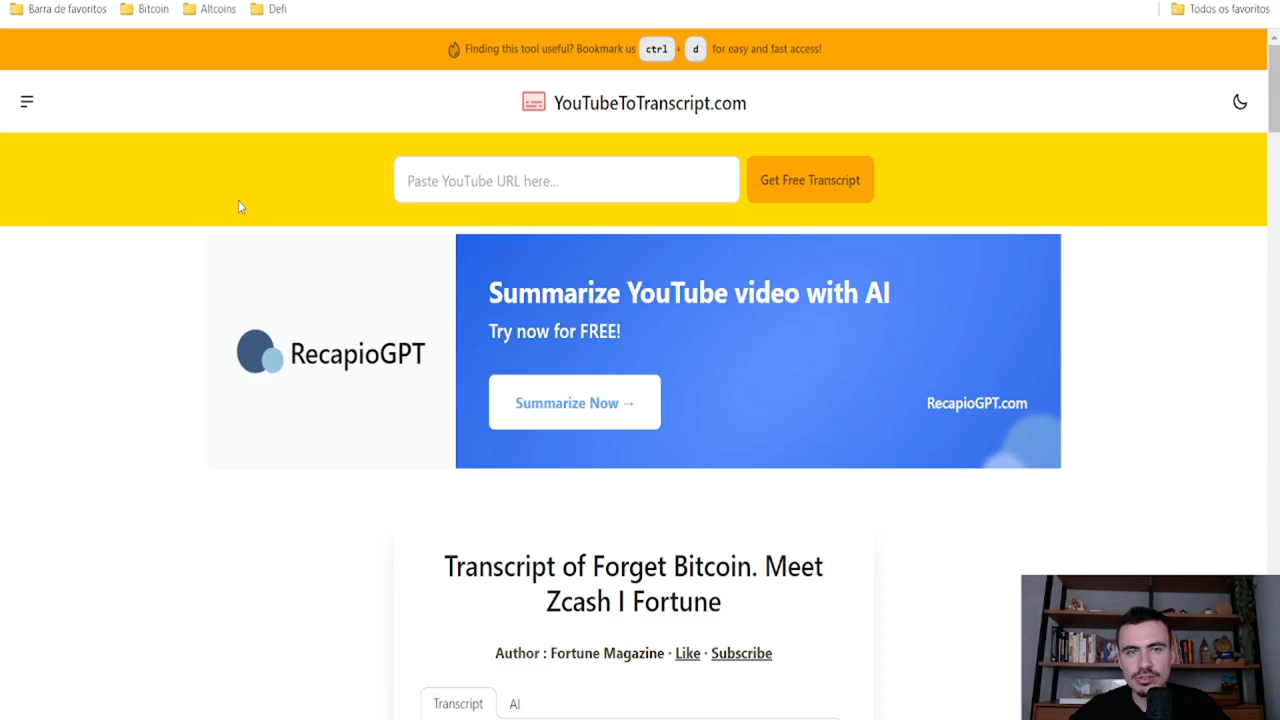 Barra de favoritos Bitcoin Altcoins Defi Todos os favoritos
Finding this tool useful? Bookmark us ctrl + d for easy and fast access!
YouTubeToTranscript.com
Paste YouTube URL here... Get Free Transcript
Summarize YouTube video with AI
Try now for FREE!
RecapioGPT
Summarize Now →
RecapioGPT.com
Transcript of Forget Bitcoin. Meet
Zcash I Fortune
Author : Fortune Magazine · Like · Subscribe
Transcript AI